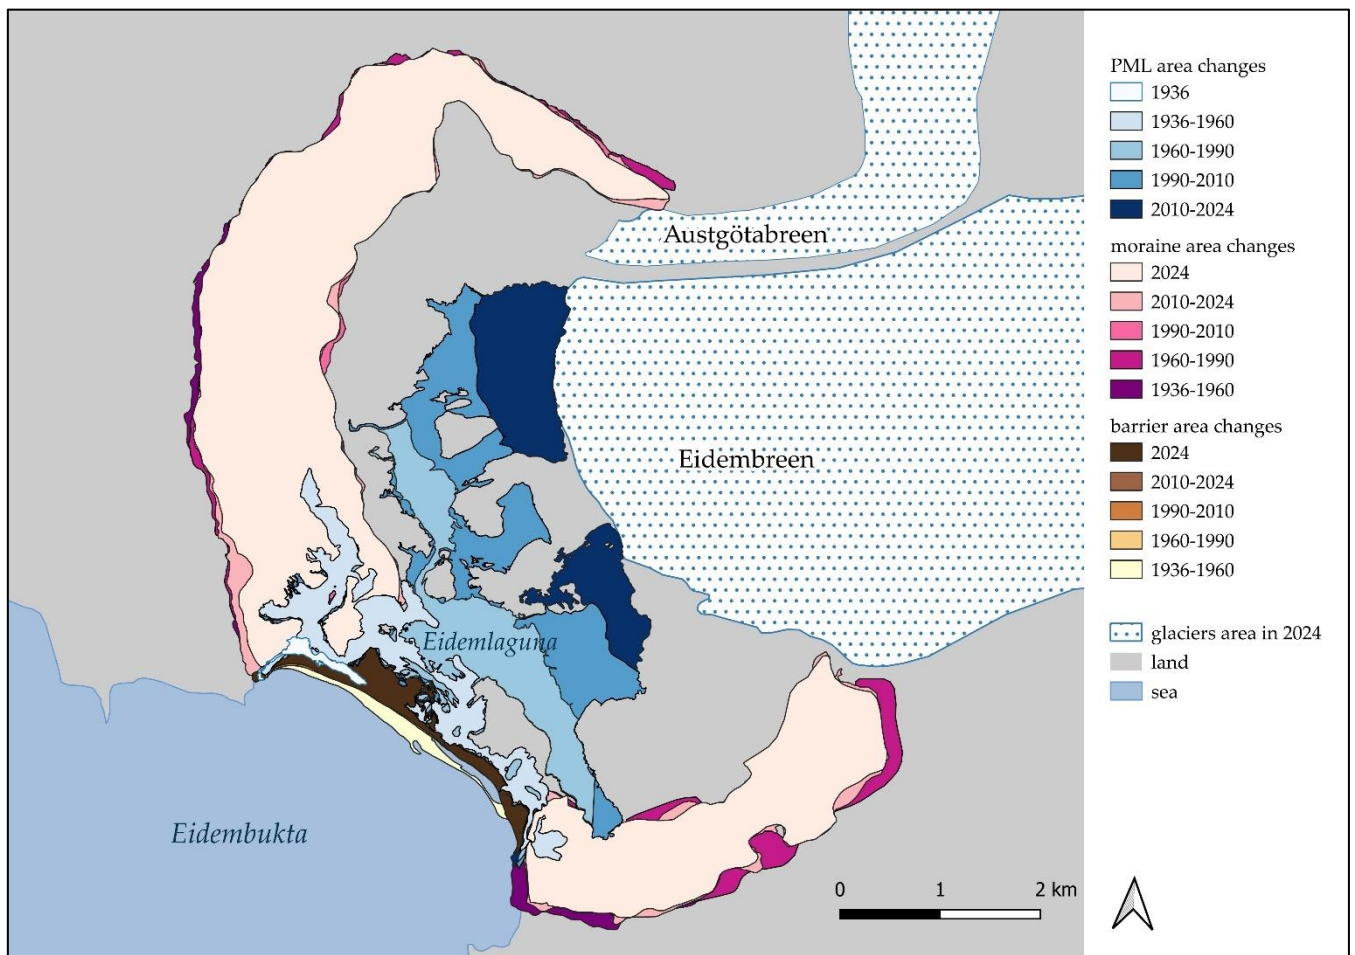 Austgötabreen
Eidembreen
Eidemlaguna
Eidembukta
0 1 2 km
PML area changes
1936
1936-1960
1960-1990
1990-2010
2010-2024
moraine area changes
2024
2010-2024
1990-2010
1960-1990
1936-1960
barrier area changes
2024
2010-2024
1990-2010
1960-1990
1936-1960
glaciers area in 2024
land
sea